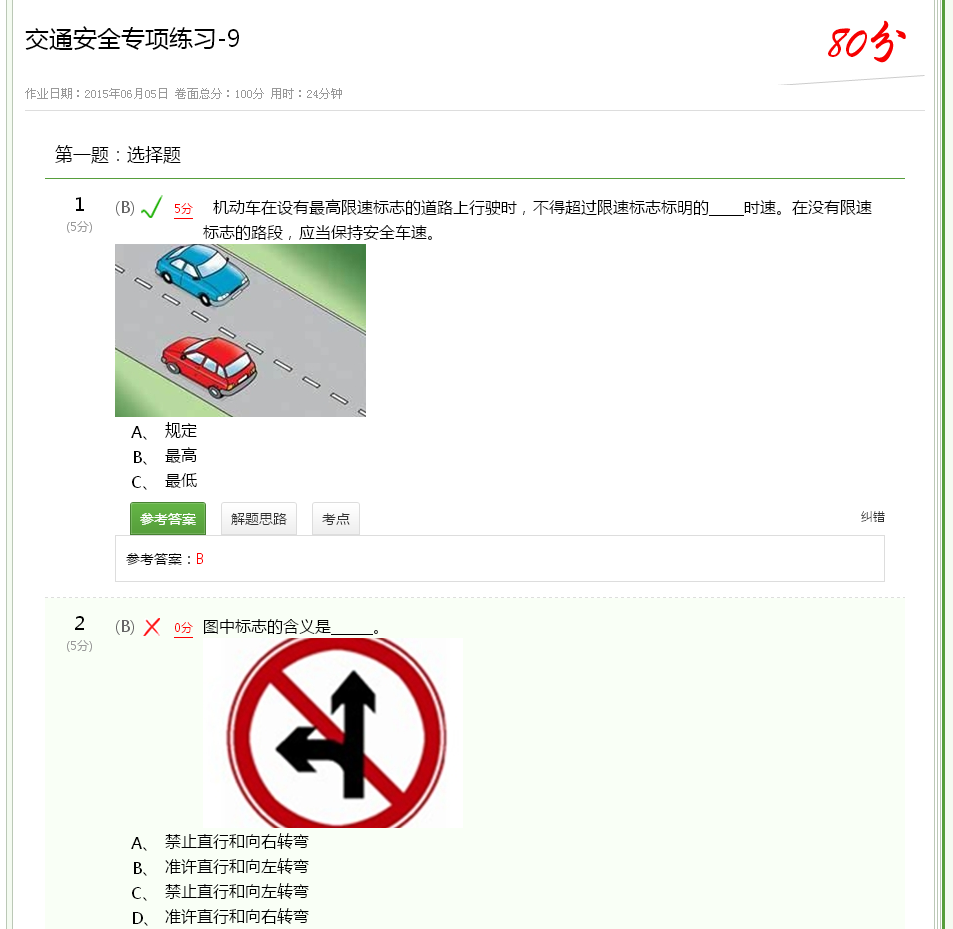 交通安全专项练习-9
80分
作业日期：2015年06月05日 卷面总分：100分 用时：24分钟
第一题：选择题
1 (B) 5分 机动车在设有最高限速标志的道路上行驶时，不得超过限速标志标明的____时速。在没有限速
(5分)
标志的路段，应当保持安全车速。
A、 规定
B、 最高
C、 最低
参考答案 解题思路 考点 纠错
参考答案：B
2 (B) 0分 图中标志的含义是_____。
(5分)
A、 禁止直行和向右转弯
B、 准许直行和向左转弯
C、 禁止直行和向左转弯
D、 准许直行和向右转弯